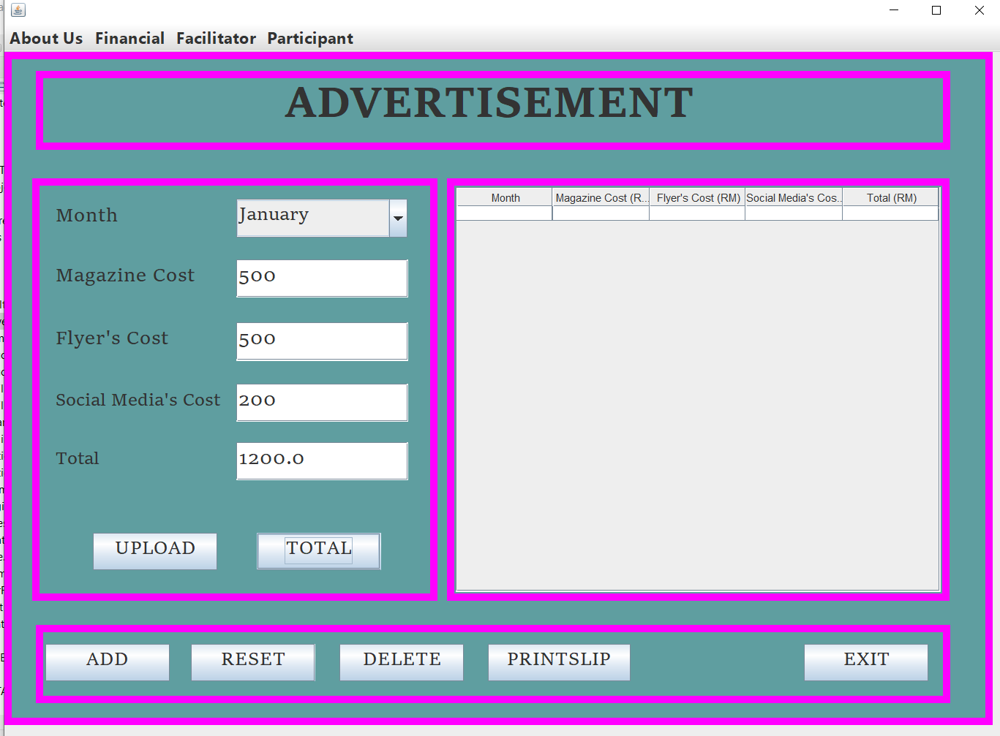 About Us Financial Facilitator Participant
ADVERTISEMENT
Month January
Magazine Cost 500
Flyer's Cost 500
Social Media's Cost 200
Total 1200.0
UPLOAD TOTAL
Month Magazine Cost (R... Flyer's Cost (RM) Social Media's Cos... Total (RM)
ADD RESET DELETE PRINTSLIP EXIT